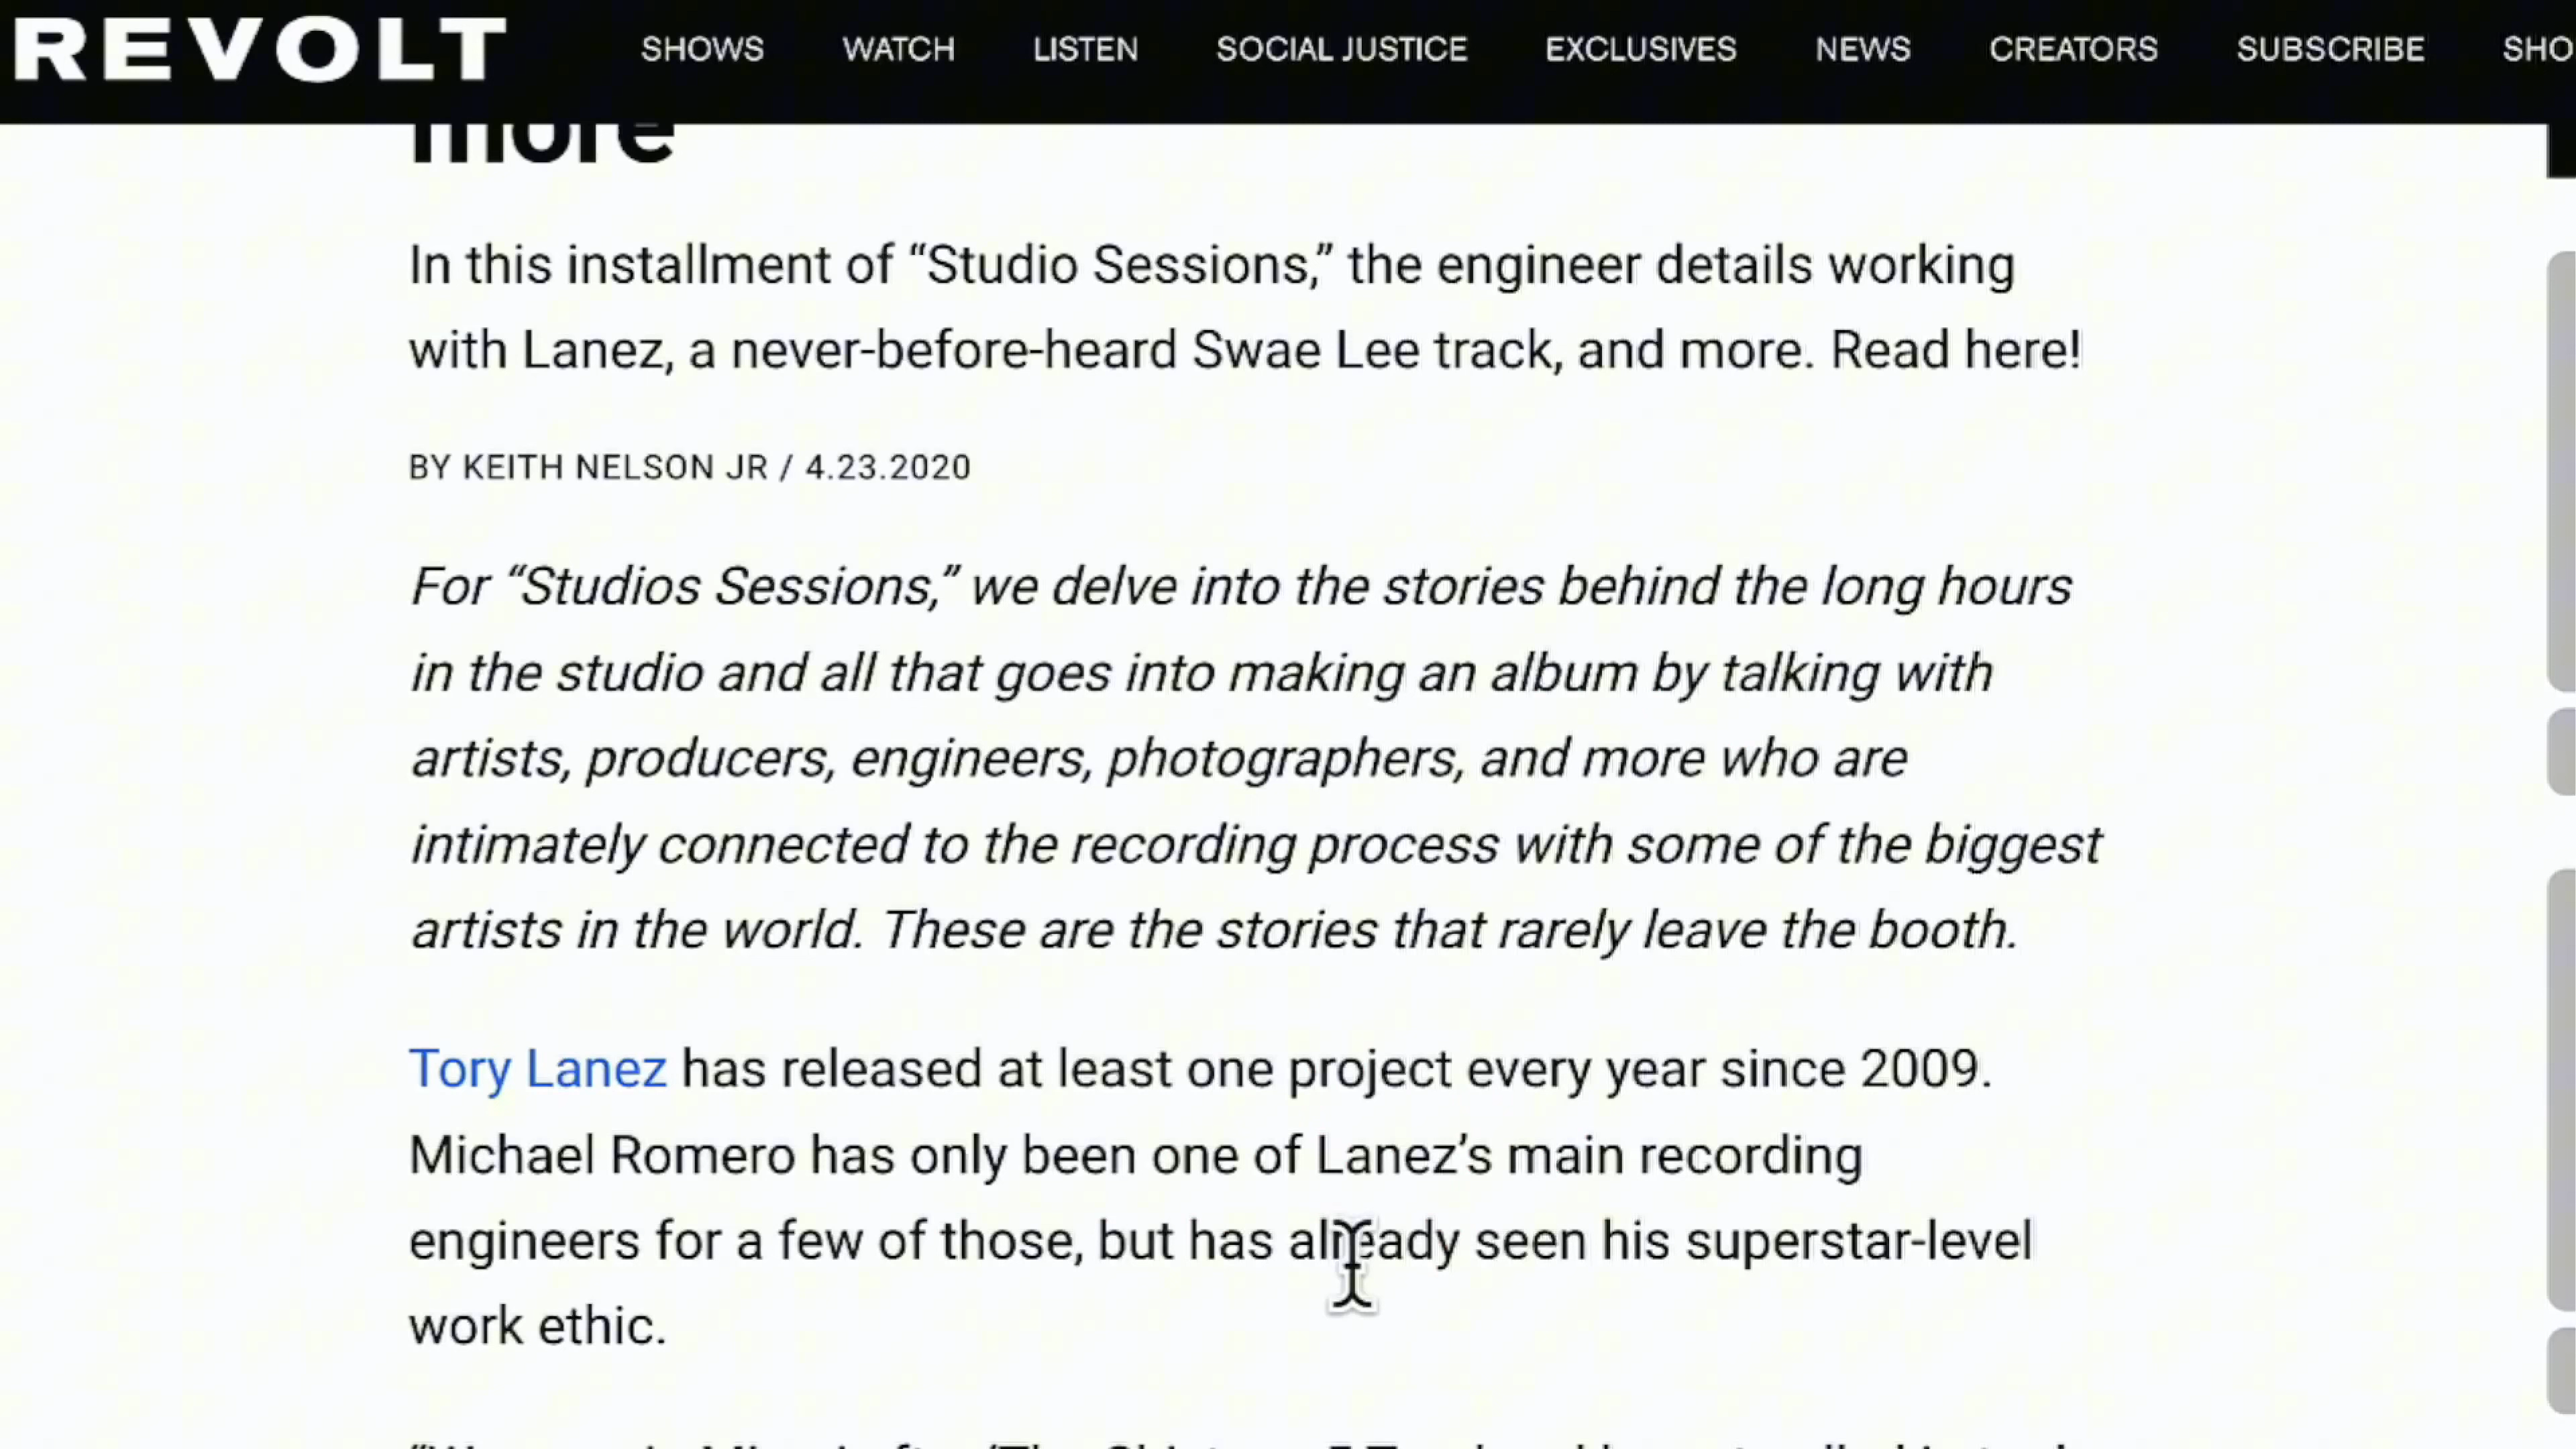 REVOLT SHOWS WATCH LISTEN SOCIAL JUSTICE EXCLUSIVES NEWS CREATORS SUBSCRIBE SHO
more
In this installment of “Studio Sessions,” the engineer details working
with Lanez, a never-before-heard Swae Lee track, and more. Read here!
BY KEITH NELSON JR / 4.23.2020
For “Studios Sessions,” we delve into the stories behind the long hours
in the studio and all that goes into making an album by talking with
artists, producers, engineers, photographers, and more who are
intimately connected to the recording process with some of the biggest
artists in the world. These are the stories that rarely leave the booth.
Tory Lanez has released at least one project every year since 2009.
Michael Romero has only been one of Lanez’s main recording
engineers for a few of those, but has already seen his superstar-level
work ethic.